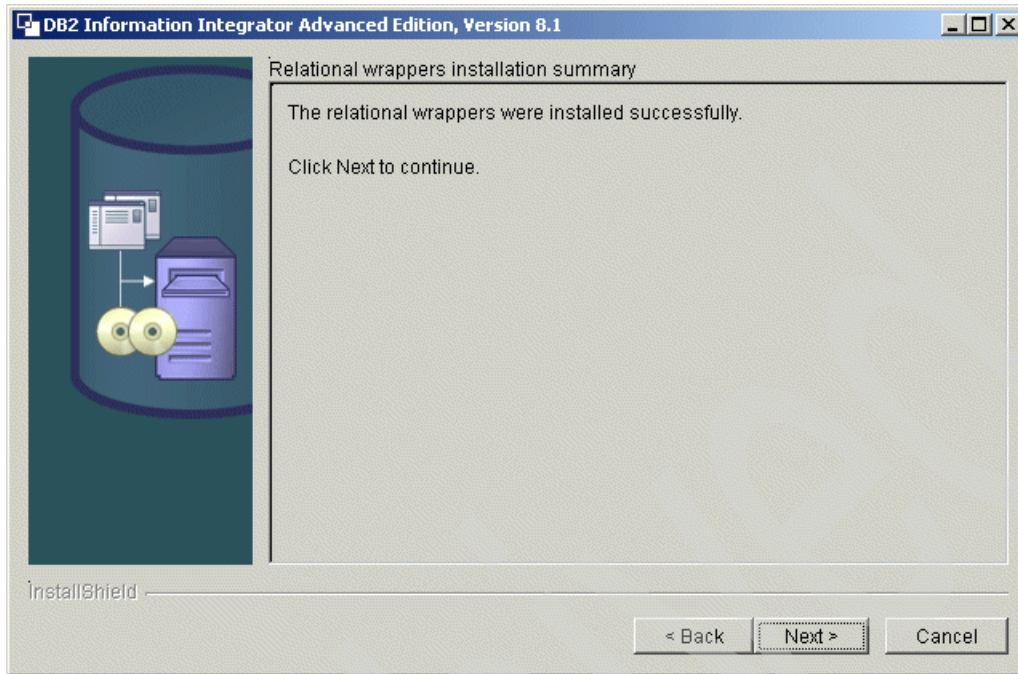 DB2 Information Integrator Advanced Edition, Version 8.1
Relational wrappers installation summary
The relational wrappers were installed successfully.
Click Next to continue.
InstallShield
< Back Next > Cancel